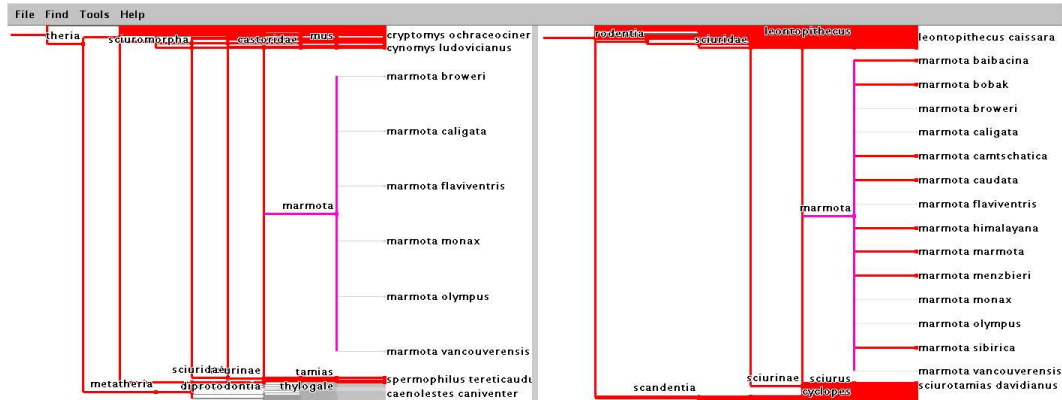 File Find Tools Help
theria
sciuromorpha
castoridae
mus
cryptomys ochraceociner
cynomys ludovicianus
marmota broweri
marmota caligata
marmota flaviventris
marmota
marmota monax
marmota olympus
marmota vancouverensis
sciuridae
tamias
metatheria
diprotodontia
thylogale
spermophilus tereticaudu
caenolestes caniventer
rodentia
sciuridae
leontopithecus
leontopithecus caissara
marmota baibacina
marmota bobak
marmota broweri
marmota caligata
marmota camtschatica
marmota caudata
marmota flaviventris
marmota
marmota himalayana
marmota marmota
marmota menzbieri
marmota monax
marmota olympus
marmota sibirica
marmota vancouverensis
scandentia
sciurinae
sciurus
cyclopes
sciurotamias davidianus